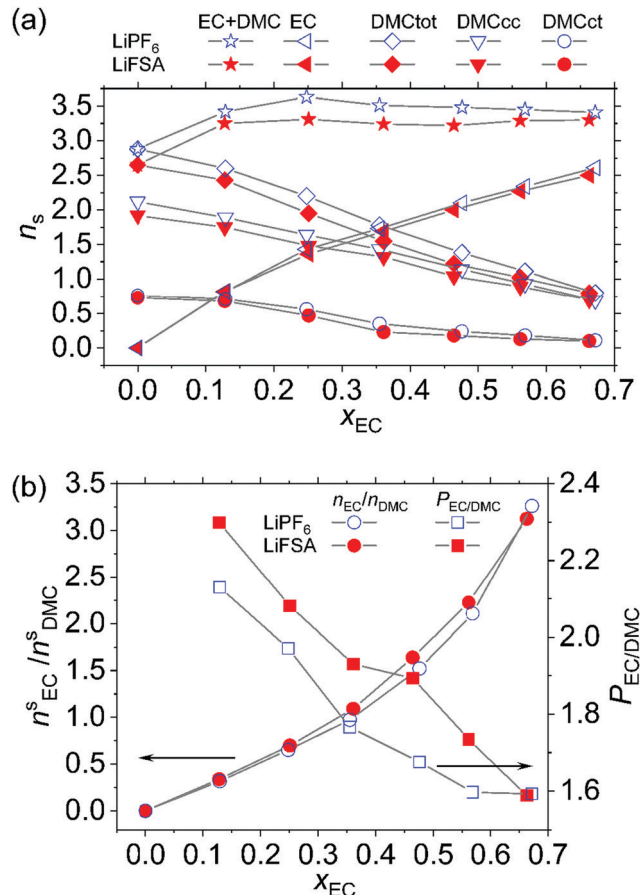 (a)
EC+DMC EC DMCtot DMCcc DMCct
LiPF6
LiFSA
3.5
3.0
2.5
2.0
1.5
1.0
0.5
0.0
ns
0.0 0.1 0.2 0.3 0.4 0.5 0.6 0.7
xEC
(b)
nEC/nDMC PEC/DMC
LiPF6
LiFSA
3.5
3.0
2.5
2.0
1.5
1.0
0.5
0.0
nsEC/nsDMC
2.4
2.2
2.0
1.8
1.6
PEC/DMC
0.0 0.1 0.2 0.3 0.4 0.5 0.6 0.7
xEC